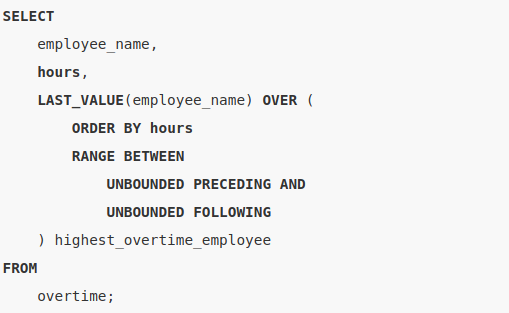 SELECT
    employee_name,
    hours,
    LAST_VALUE(employee_name) OVER (
        ORDER BY hours
        RANGE BETWEEN
            UNBOUNDED PRECEDING AND
            UNBOUNDED FOLLOWING
    ) highest_overtime_employee
FROM
    overtime;